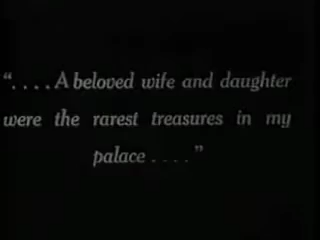 “. . . . A beloved wife and daughter
were the rarest treasures in my
palace . . . .”